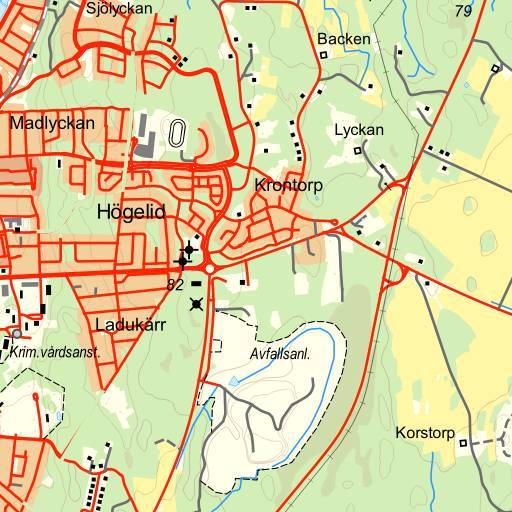 Sjölyckan
79
Backen
Madlyckan
Lyckan
Krontorp
Högelid
82
Ladukärr
Krim.vårdsanst.
Avfallsanl.
Korstorp